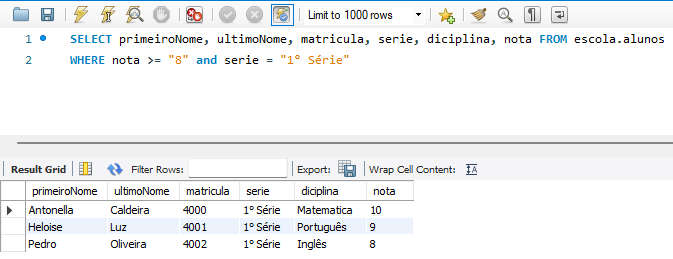 Limit to 1000 rows
1 SELECT primeiroNome, ultimoNome, matricula, serie, diciplina, nota FROM escola.alunos
2 WHERE nota >= "8" and serie = "1° Série"
Result Grid Filter Rows: Export: Wrap Cell Content: IA
primeiroNome ultimoNome matricula serie diciplina nota
Antonella Caldeira 4000 1° Série Matematica 10
Heloise Luz 4001 1° Série Português 9
Pedro Oliveira 4002 1° Série Inglês 8